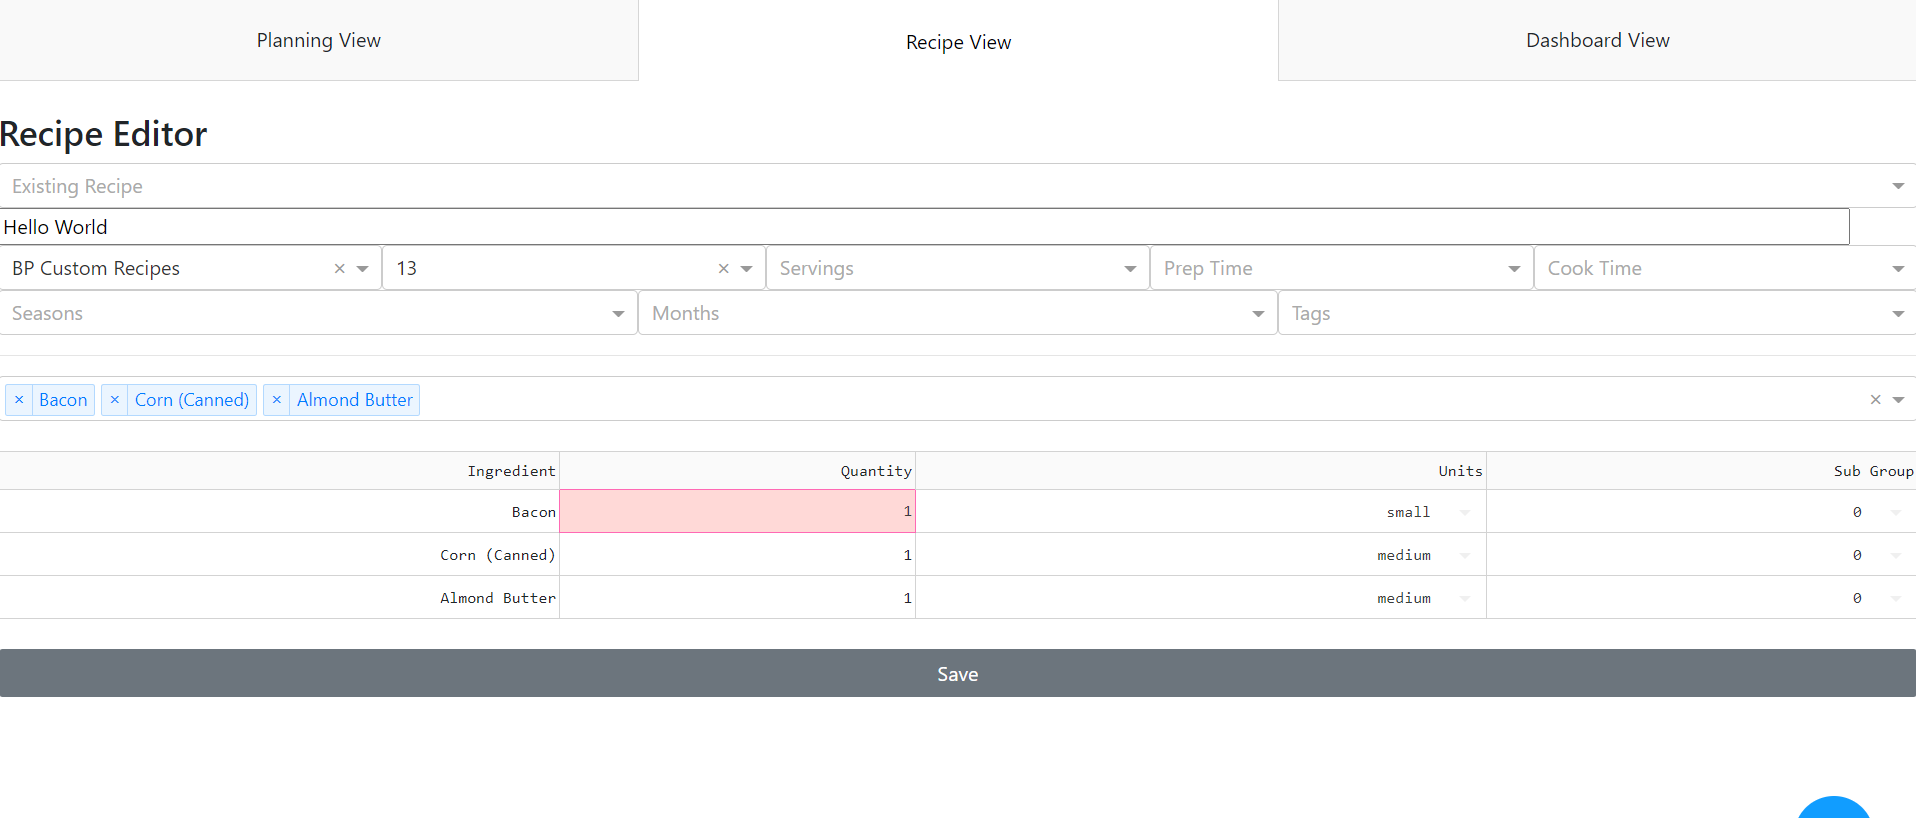 Planning View Recipe View Dashboard View
Recipe Editor
Existing Recipe
Hello World
BP Custom Recipes × 13 × Servings Prep Time Cook Time
Seasons Months Tags
× Bacon × Corn (Canned) × Almond Butter ×
Ingredient Quantity Units Sub Group
Bacon 1 small 0
Corn (Canned) 1 medium 0
Almond Butter 1 medium 0
Save